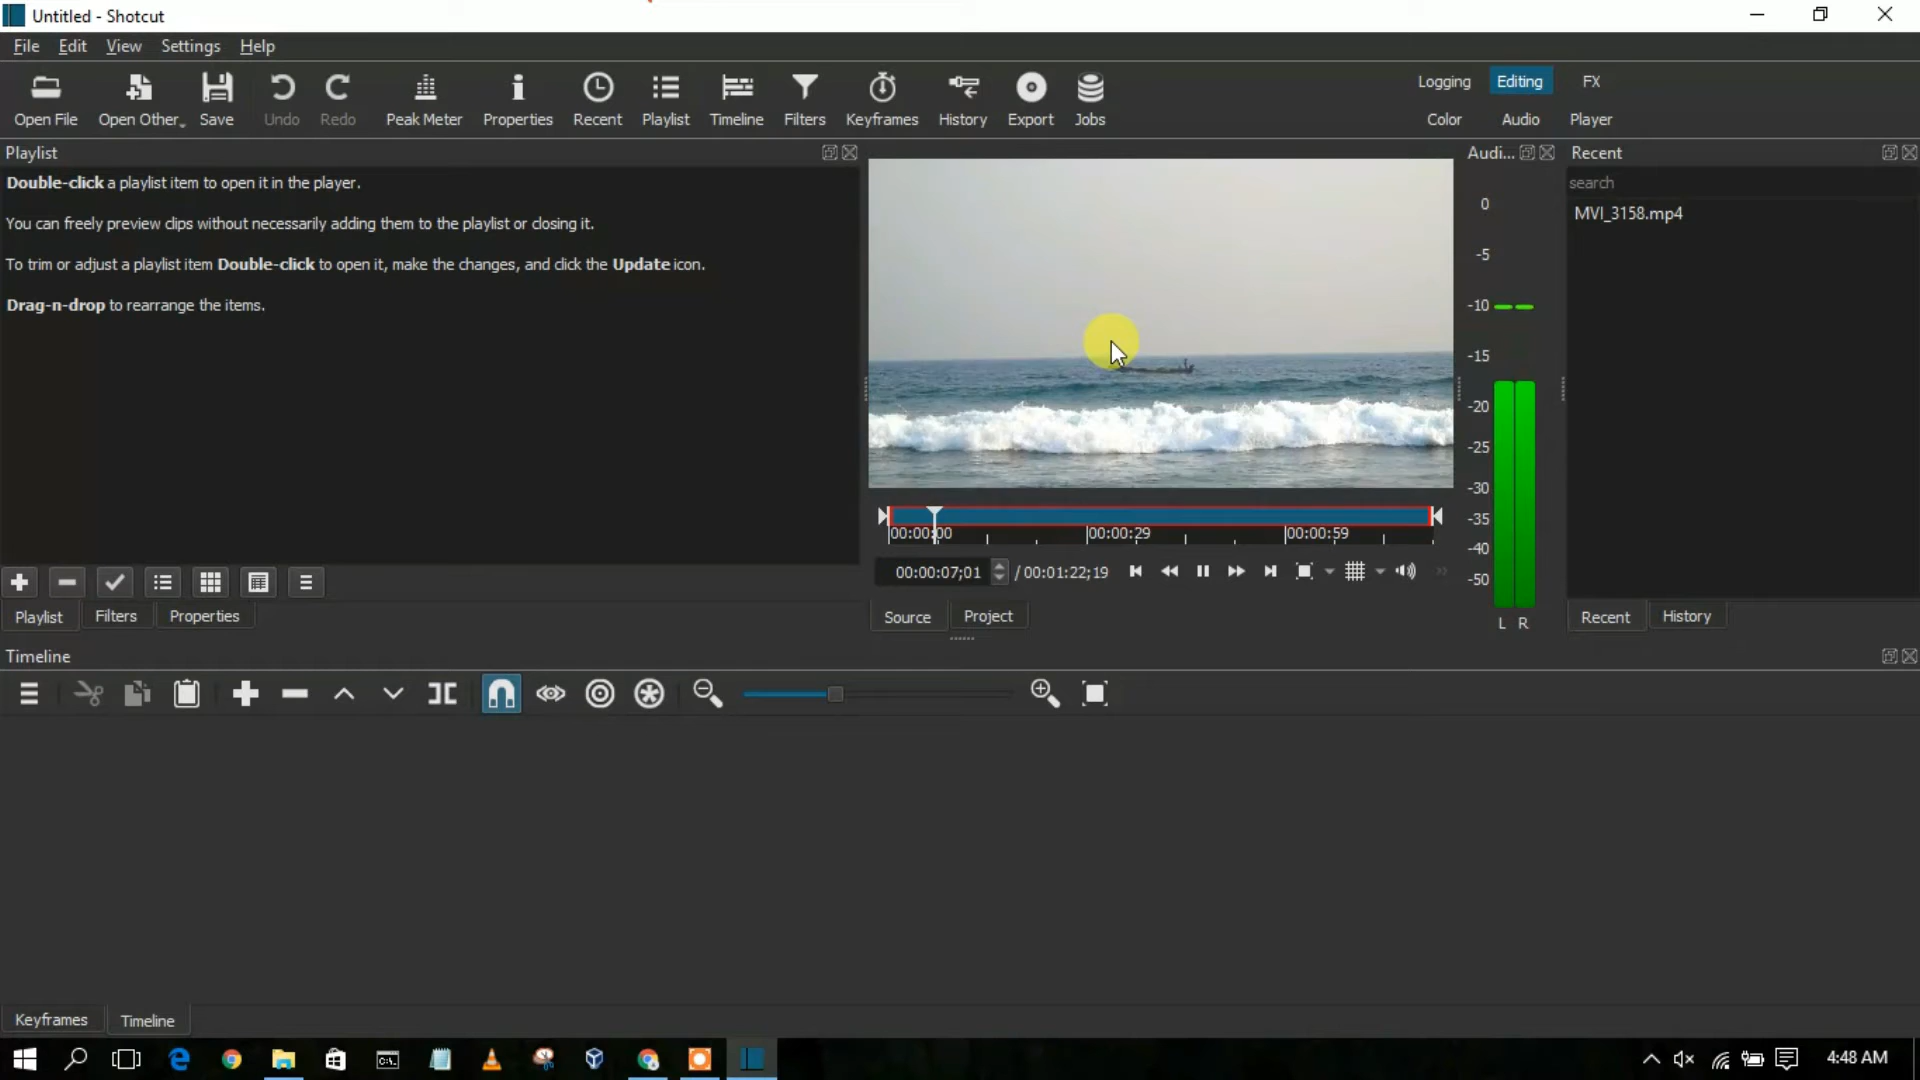 Untitled - Shotcut
File Edit View Settings Help
Open File Open Other Save Undo Redo Peak Meter Properties Recent Playlist Timeline Filters Keyframes History Export Jobs
Logging Editing FX
Color Audio Player
Playlist
Double-click a playlist item to open it in the player.
You can freely preview clips without necessarily adding them to the playlist or closing it.
To trim or adjust a playlist item Double-click to open it, make the changes, and click the Update icon.
Drag-n-drop to rearrange the items.
Playlist Filters Properties
00:00:00 00:00:29 00:00:59
00:00:07;01 / 00:01:22;19
Source Project
Audi...
0
-5
-10
-15
-20
-25
-30
-35
-40
-50
L R
Recent
search
MVI_3158.mp4
Recent History
Timeline
Keyframes Timeline
4:48 AM